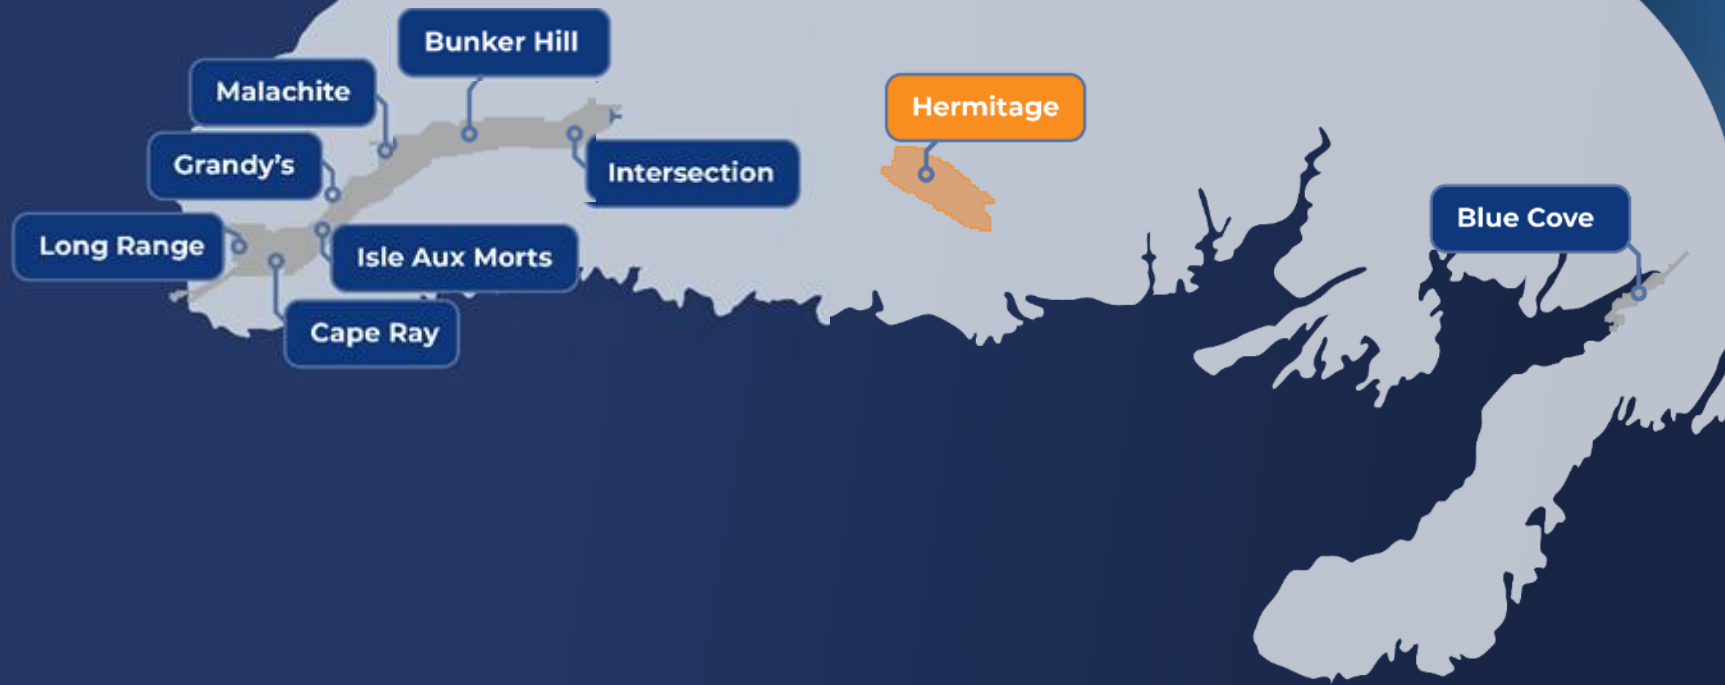 Bunker Hill
Malachite
Hermitage
Grandy's
Intersection
Blue Cove
Long Range
Isle Aux Morts
Cape Ray